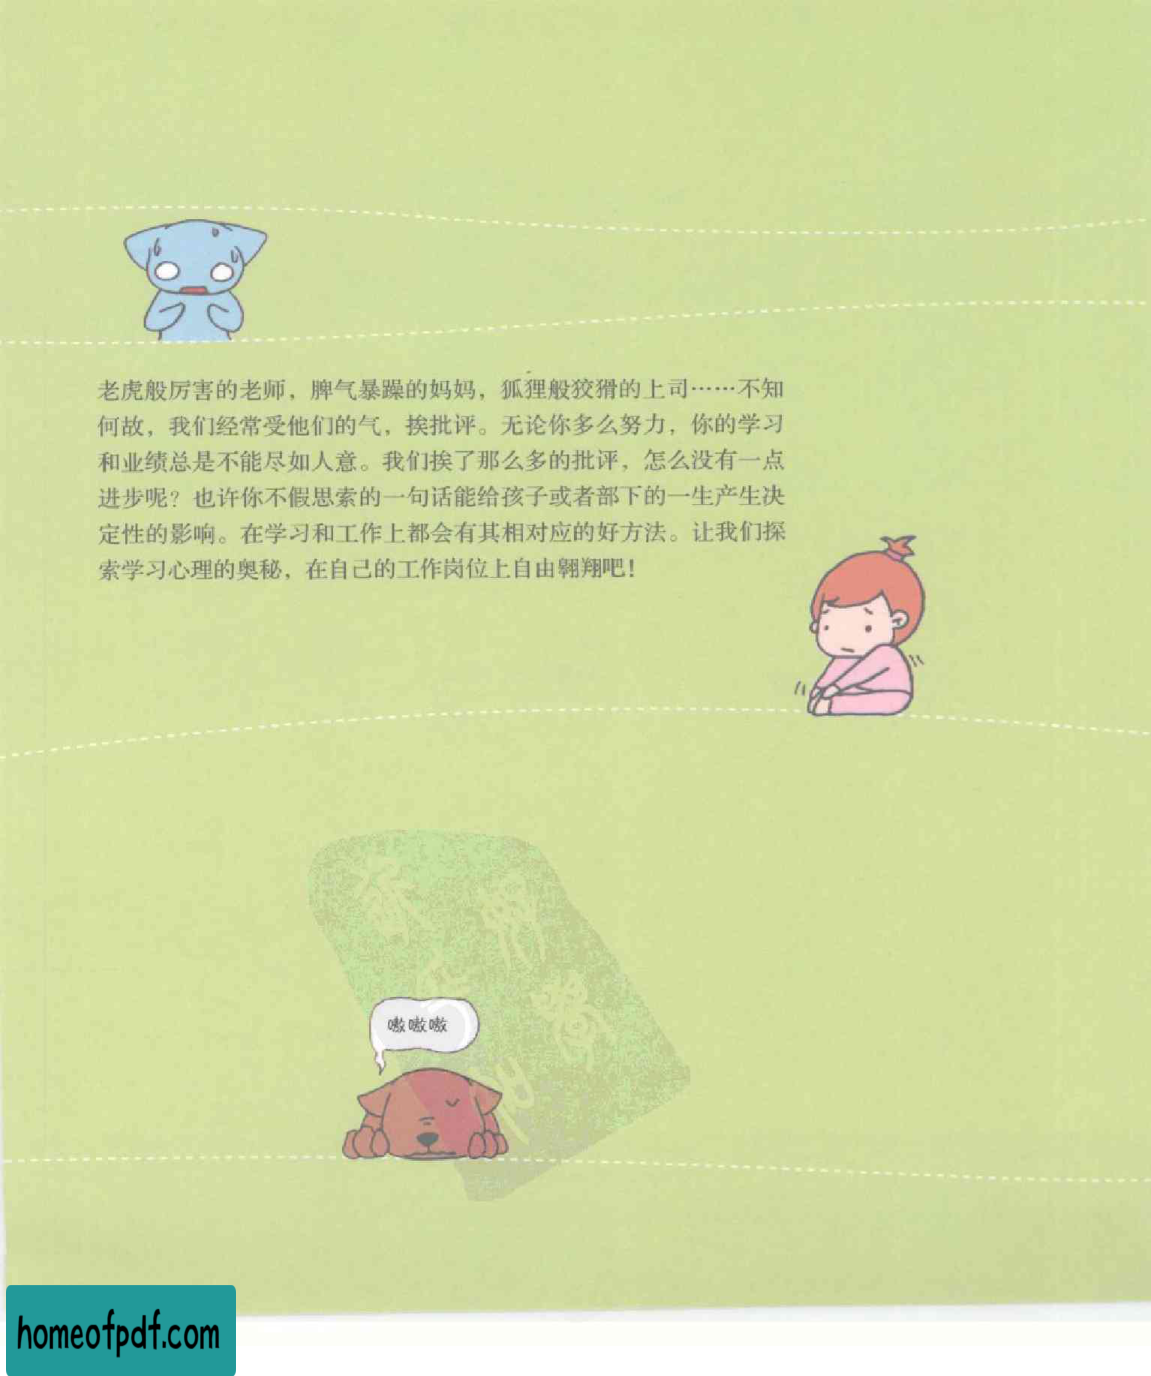 老虎般厉害的老师，脾气暴躁的妈妈，狐狸般狡猾的上司……不知
何故，我们经常受他们的气，挨批评。无论你多么努力，你的学习
和业绩总是不能尽如人意。我们挨了那么多的批评，怎么没有一点
进步呢？也许你不假思索的一句话能给孩子或者部下的一生产生决
定性的影响。在学习和工作上都会有其相对应的好方法。让我们探
索学习心理的奥秘，在自己的工作岗位上自由翱翔吧！
嗷嗷嗷
homeofpdf.com